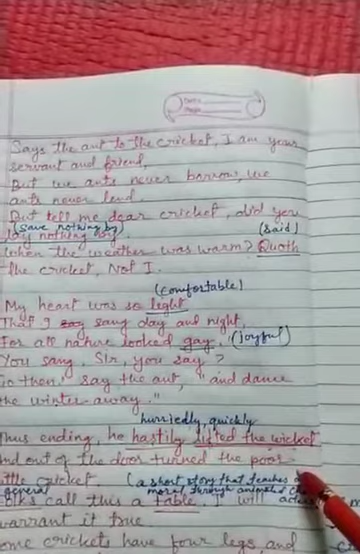 Date
Page
Says the ant to the cricket, I am your
servant and friend,
But we ants never borrow, we
ants never lend.
But tell me dear cricket, did you
(save nothing by) (said)
lay nothing by
When the weather was warm? Quoth
the cricket, Not I.
(comfortable)
My heart was so light
That I sang day and night,
For all nature looked gay. (joyful)
You sang, Sir, you say?
Go then," say the ant, "and dance
the winter away."
hurriedly, quickly
Thus ending, he hastily lifted the wicket
And out of the door turned the poor
little cricket. (a short story that teaches a
general moral through animals
folks call this a fable. I will
warrant it true
some crickets have four legs and